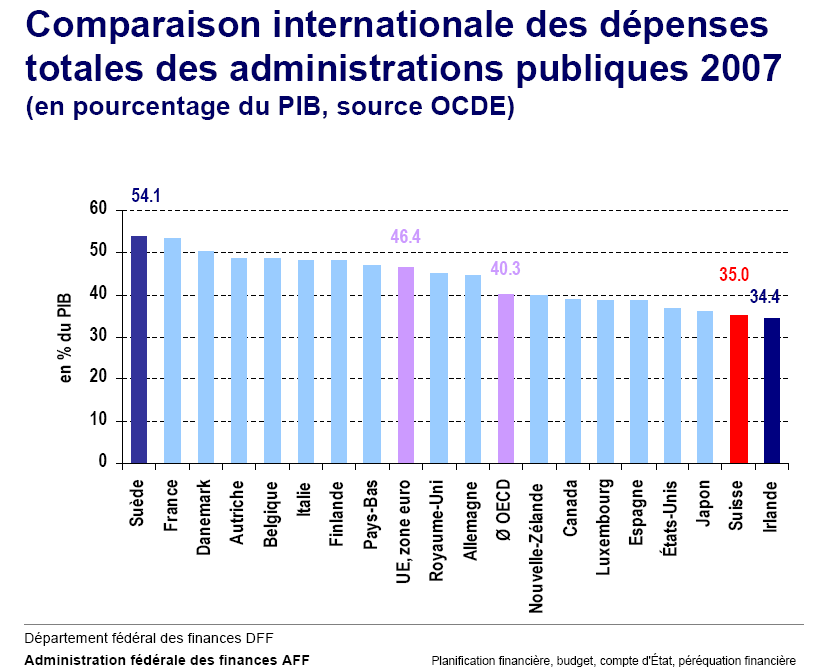 Comparaison internationale des dépenses
totales des administrations publiques 2007
(en pourcentage du PIB, source OCDE)
54.1
46.4
40.3
35.0
34.4
en % du PIB
60
50
40
30
20
10
0
Suède
France
Danemark
Autriche
Belgique
Italie
Finlande
Pays-Bas
UE, zone euro
Royaume-Uni
Allemagne
Ø OECD
Nouvelle-Zélande
Canada
Luxembourg
Espagne
États-Unis
Japon
Suisse
Irlande
Département fédéral des finances DFF
Administration fédérale des finances AFF
Planification financière, budget, compte d'État, péréquation financière